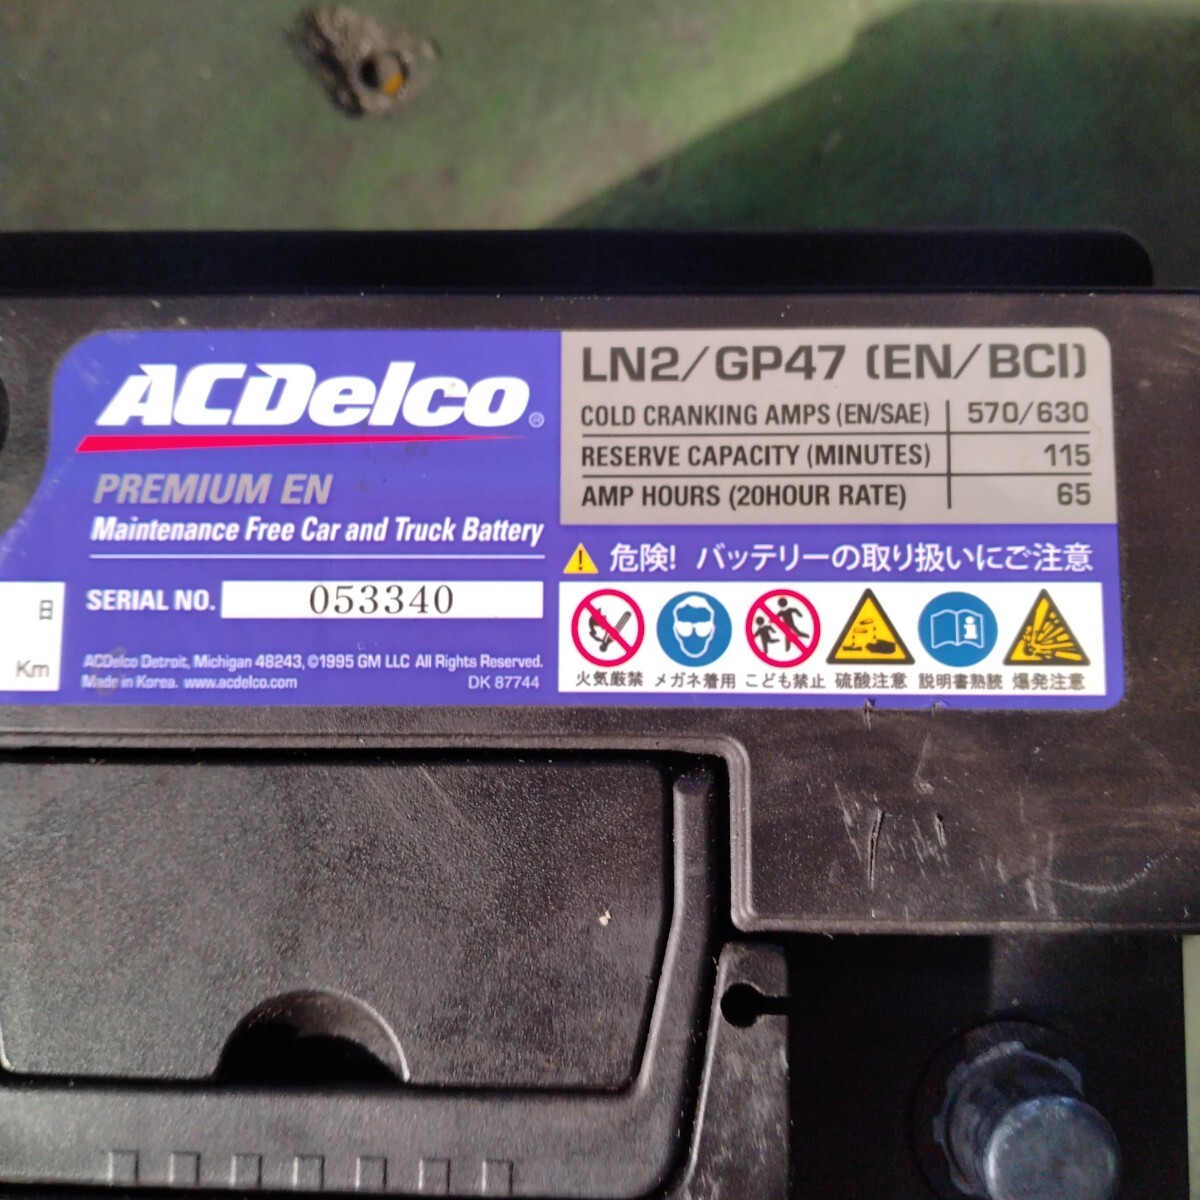 ACDelco®
PREMIUM EN
Maintenance Free Car and Truck Battery
SERIAL NO. 053340
ACDelco Detroit, Michigan 48243, ©1995 GM LLC All Rights Reserved.
Made in Korea. www.acdelco.com DK 87744
日
Km
LN2/GP47 (EN/BCI)
COLD CRANKING AMPS (EN/SAE) 570/630
RESERVE CAPACITY (MINUTES) 115
AMP HOURS (20HOUR RATE) 65
危険! バッテリーの取り扱いにご注意
火気厳禁 メガネ着用 こども禁止 硫酸注意 説明書熟読 爆発注意